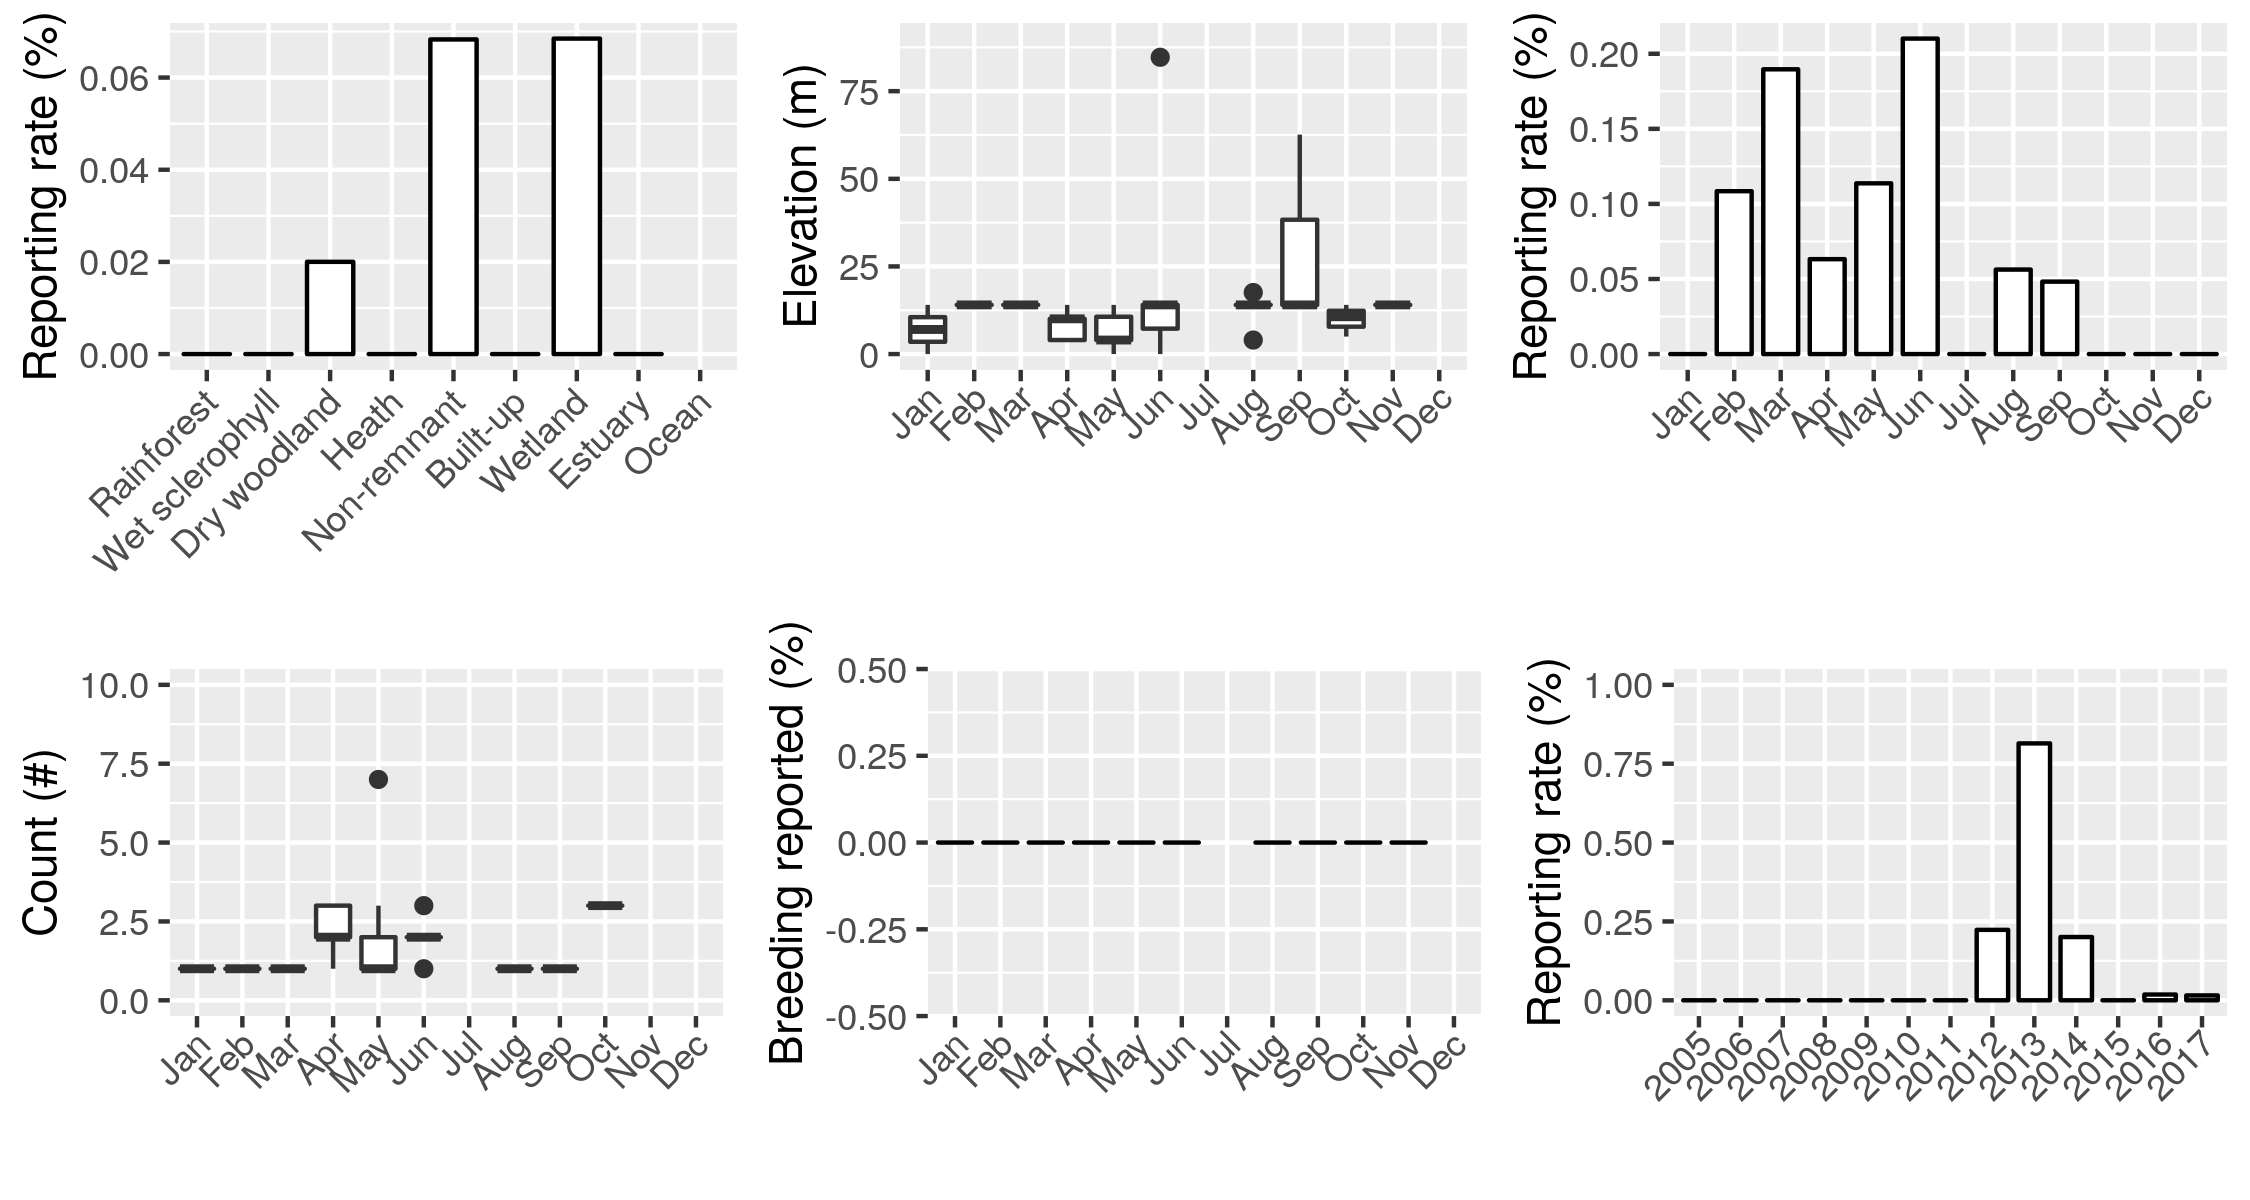 Reporting rate (%)
0.06
0.04
0.02
0.00
Rainforest
Wet sclerophyll
Dry woodland
Heath
Non-remnant
Built-up
Wetland
Estuary
Ocean
Elevation (m)
75
50
25
0
Jan
Feb
Mar
Apr
May
Jun
Jul
Aug
Sep
Oct
Nov
Dec
Reporting rate (%)
0.20
0.15
0.10
0.05
0.00
Jan
Feb
Mar
Apr
May
Jun
Jul
Aug
Sep
Oct
Nov
Dec
Count (#)
10.0
7.5
5.0
2.5
0.0
Jan
Feb
Mar
Apr
May
Jun
Jul
Aug
Sep
Oct
Nov
Dec
Breeding reported (%)
0.50
0.25
0.00
-0.25
-0.50
Jan
Feb
Mar
Apr
May
Jun
Jul
Aug
Sep
Oct
Nov
Dec
Reporting rate (%)
1.00
0.75
0.50
0.25
0.00
2005
2006
2007
2008
2009
2010
2011
2012
2013
2014
2015
2016
2017